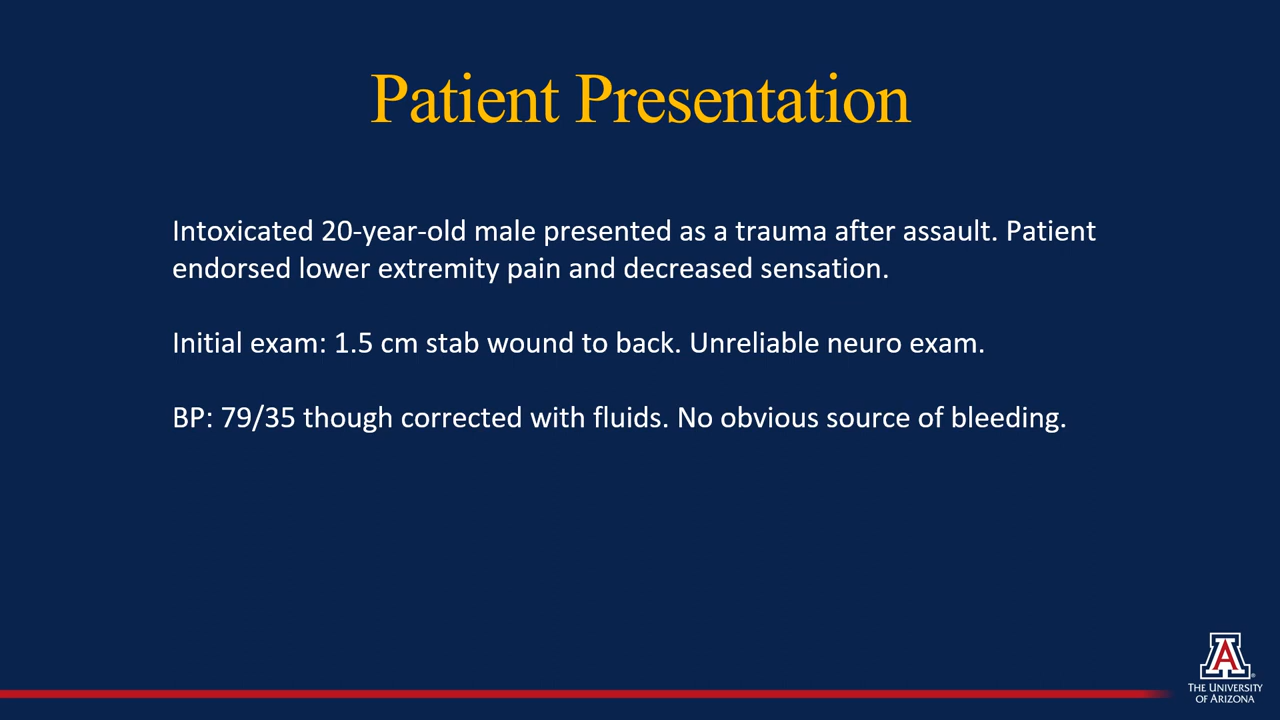 Patient Presentation
Intoxicated 20-year-old male presented as a trauma after assault. Patient
endorsed lower extremity pain and decreased sensation.
Initial exam: 1.5 cm stab wound to back. Unreliable neuro exam.
BP: 79/35 though corrected with fluids. No obvious source of bleeding.
A
THE UNIVERSITY
OF ARIZONA